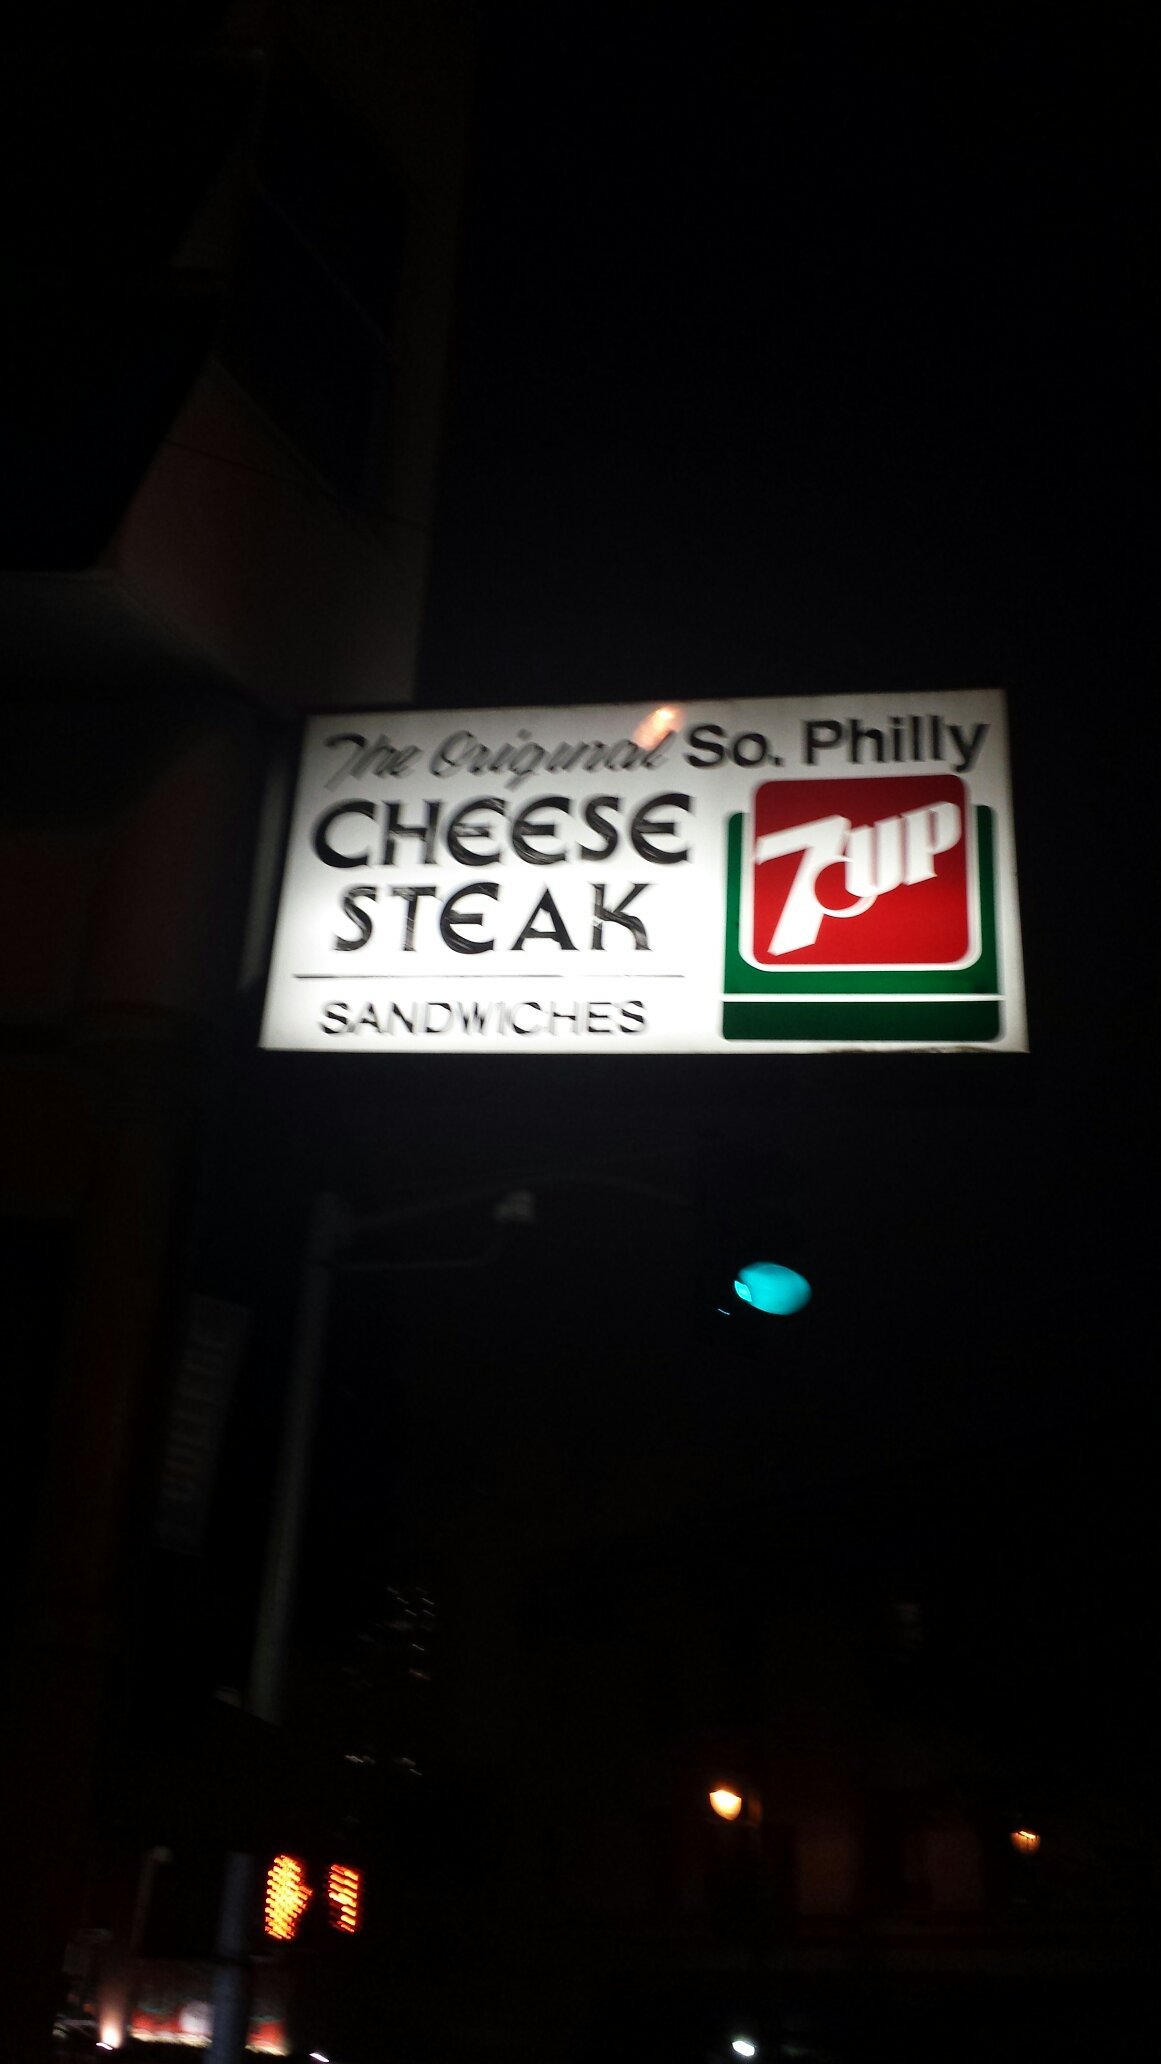 The Original So. Philly
CHEESE
STEAK
SANDWICHES
7UP